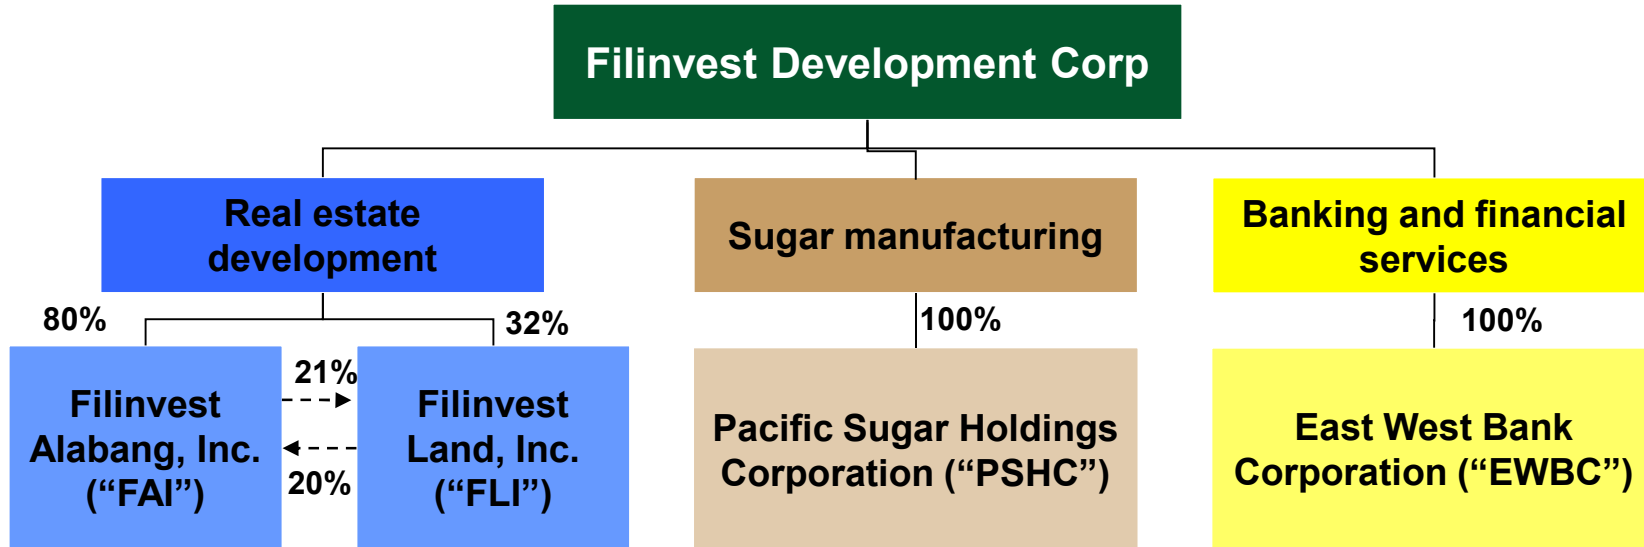 Filinvest Development Corp
Real estate
development
Sugar manufacturing
Banking and financial
services
80%
32%
100%
100%
21%
20%
Filinvest
Alabang, Inc.
(“FAI”)
Filinvest
Land, Inc.
(“FLI”)
Pacific Sugar Holdings
Corporation (“PSHC”)
East West Bank
Corporation (“EWBC”)